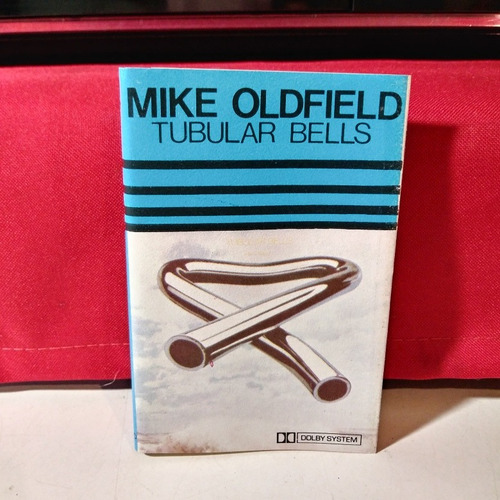 MIKE OLDFIELD
TUBULAR BELLS
DOLBY SYSTEM